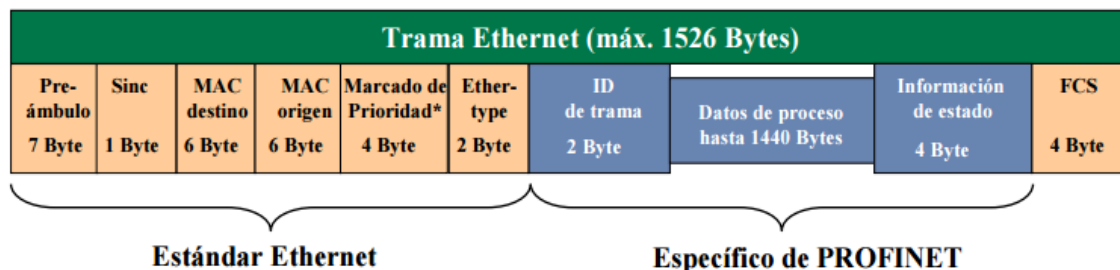 Trama Ethernet (máx. 1526 Bytes)
Pre-
ámbulo
7 Byte
Sinc
1 Byte
MAC
destino
6 Byte
MAC
origen
6 Byte
Marcado de
Prioridad*
4 Byte
Ether-
type
2 Byte
ID
de trama
2 Byte
Datos de proceso
hasta 1440 Bytes
Información
de estado
4 Byte
FCS
4 Byte
Estándar Ethernet
Específico de PROFINET